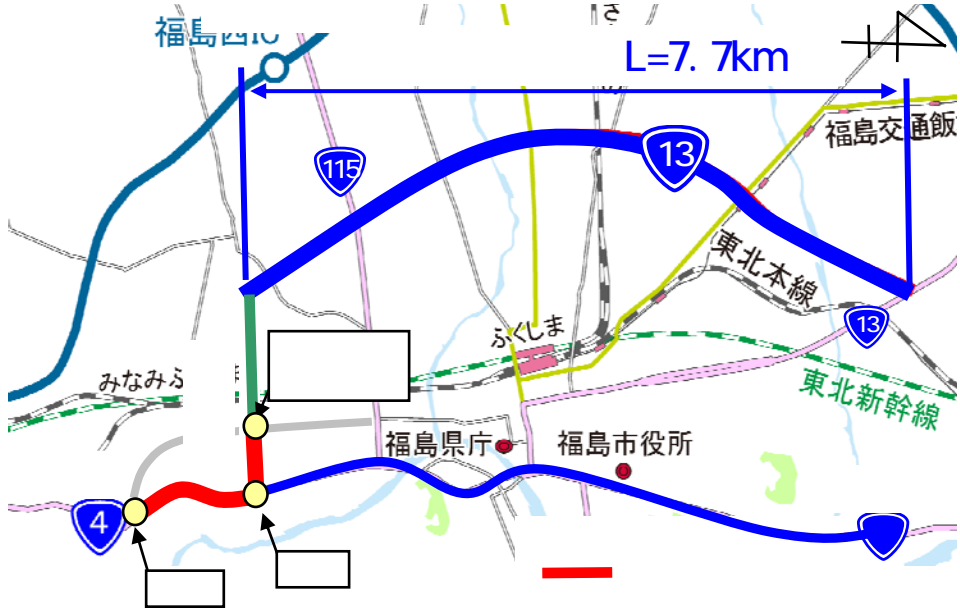 福島西IC
さ
L=7. 7km
福島交通飯
115
13
東北本線
13
ふくしま
みなみふ
東北新幹線
福島県庁
福島市役所
4